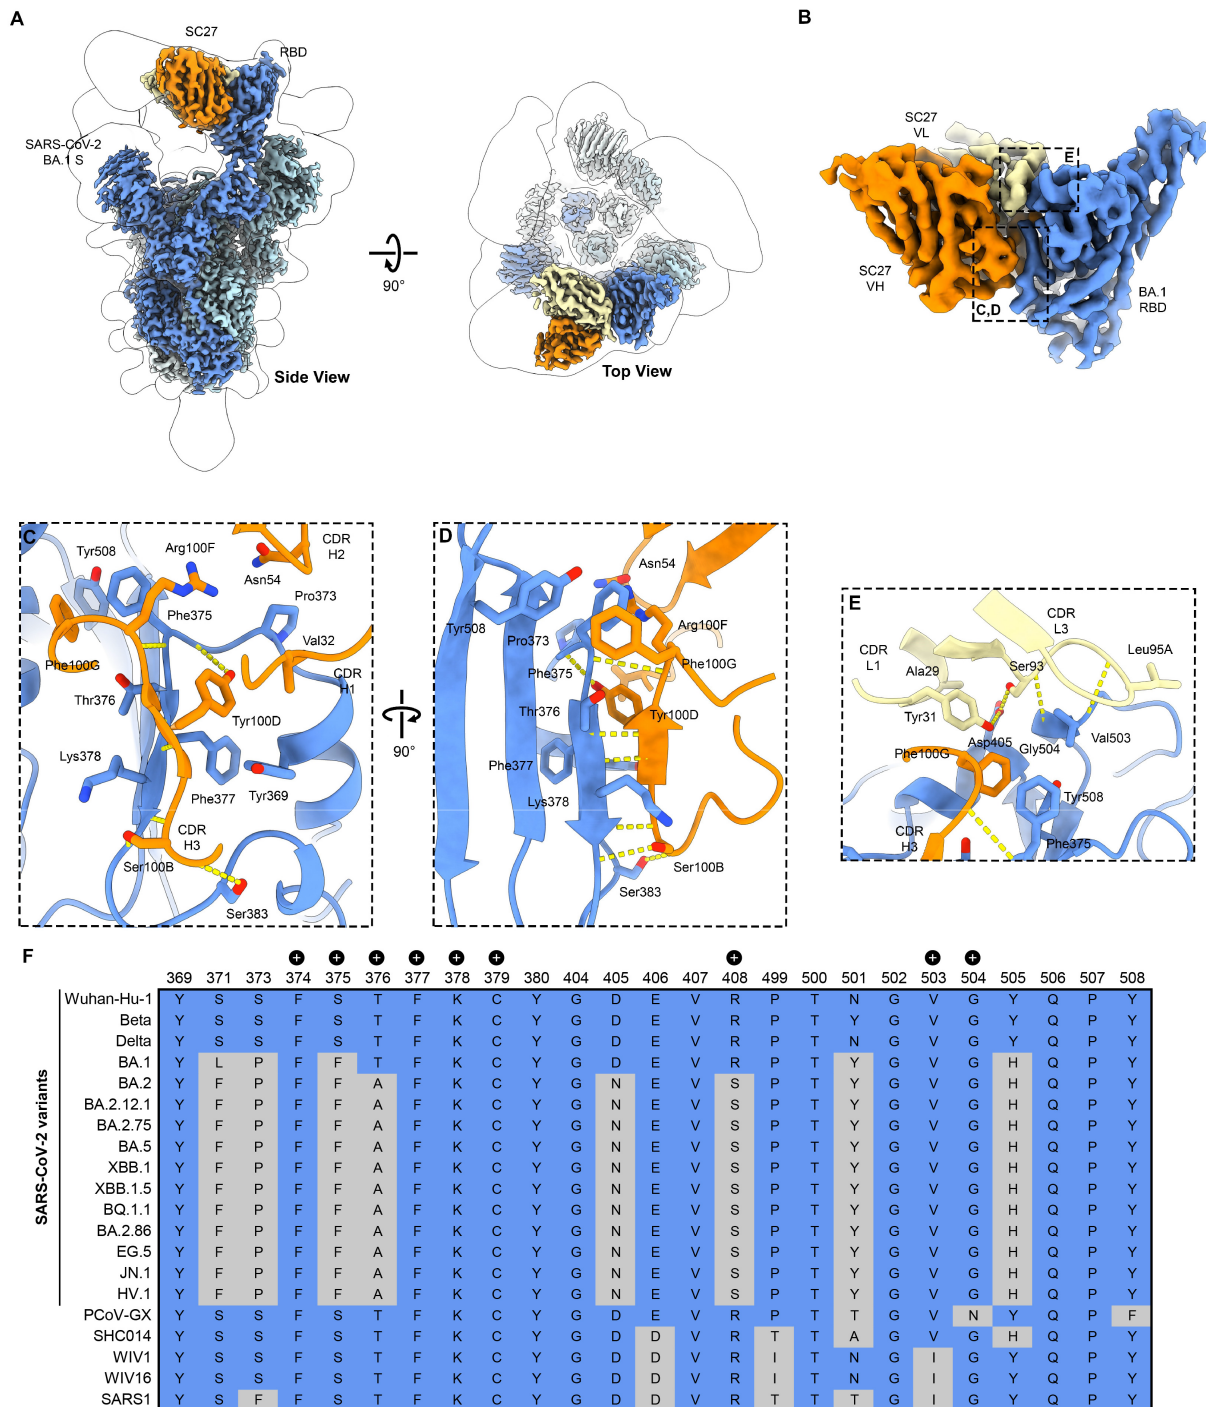 A
SC27
RBD
SARS-CoV-2
BA.1 S
90°
Side View
Top View
B
SC27
VL
E
SC27
VH
C,D
BA.1
RBD
C
Tyr508
Arg100F
CDR
H2
Asn54
Pro373
Phe375
Val32
Phe100G
CDR
H1
Thr376
Tyr100D
Lys378
Phe377
Tyr369
CDR
H3
Ser100B
Ser383
90°
D
Asn54
Tyr508
Pro373
Arg100F
Phe100G
Phe375
Thr376
Tyr100D
Phe377
Lys378
Ser100B
Ser383
E
CDR
L3
CDR
L1
Ala29
Ser93
Leu95A
Tyr31
Asp405
Gly504
Val503
Phe100G
Tyr508
CDR
H3
Phe375
F
+ + + + + + + + +
369 371 373 374 375 376 377 378 379 380 404 405 406 407 408 499 500 501 502 503 504 505 506 507 508
SARS-CoV-2 variants
Wuhan-Hu-1 Y S S F S T F K C Y G D E V R P T N G V G Y Q P Y
Beta Y S S F S T F K C Y G D E V R P T Y G V G Y Q P Y
Delta Y S S F S T F K C Y G D E V R P T N G V G Y Q P Y
BA.1 Y L P F F T F K C Y G D E V R P T Y G V G H Q P Y
BA.2 Y F P F F A F K C Y G N E V S P T Y G V G H Q P Y
BA.2.12.1 Y F P F F A F K C Y G N E V S P T Y G V G H Q P Y
BA.2.75 Y F P F F A F K C Y G N E V S P T Y G V G H Q P Y
BA.5 Y F P F F A F K C Y G N E V S P T Y G V G H Q P Y
XBB.1 Y F P F F A F K C Y G N E V S P T Y G V G H Q P Y
XBB.1.5 Y F P F F A F K C Y G N E V S P T Y G V G H Q P Y
BQ.1.1 Y F P F F A F K C Y G N E V S P T Y G V G H Q P Y
BA.2.86 Y F P F F A F K C Y G N E V S P T Y G V G H Q P Y
EG.5 Y F P F F A F K C Y G N E V S P T Y G V G H Q P Y
JN.1 Y F P F F A F K C Y G N E V S P T Y G V G H Q P Y
HV.1 Y F P F F A F K C Y G N E V S P T Y G V G H Q P Y
PCoV-GX Y S S F S T F K C Y G D E V R P T T G V N Y Q P F
SHC014 Y S S F S T F K C Y G D D V R T T A G V G H Q P Y
WIV1 Y S S F S T F K C Y G D D V R I T N G I G Y Q P Y
WIV16 Y S S F S T F K C Y G D D V R I T N G I G Y Q P Y
SARS1 Y S F F S T F K C Y G D D V R T T T G I G Y Q P Y